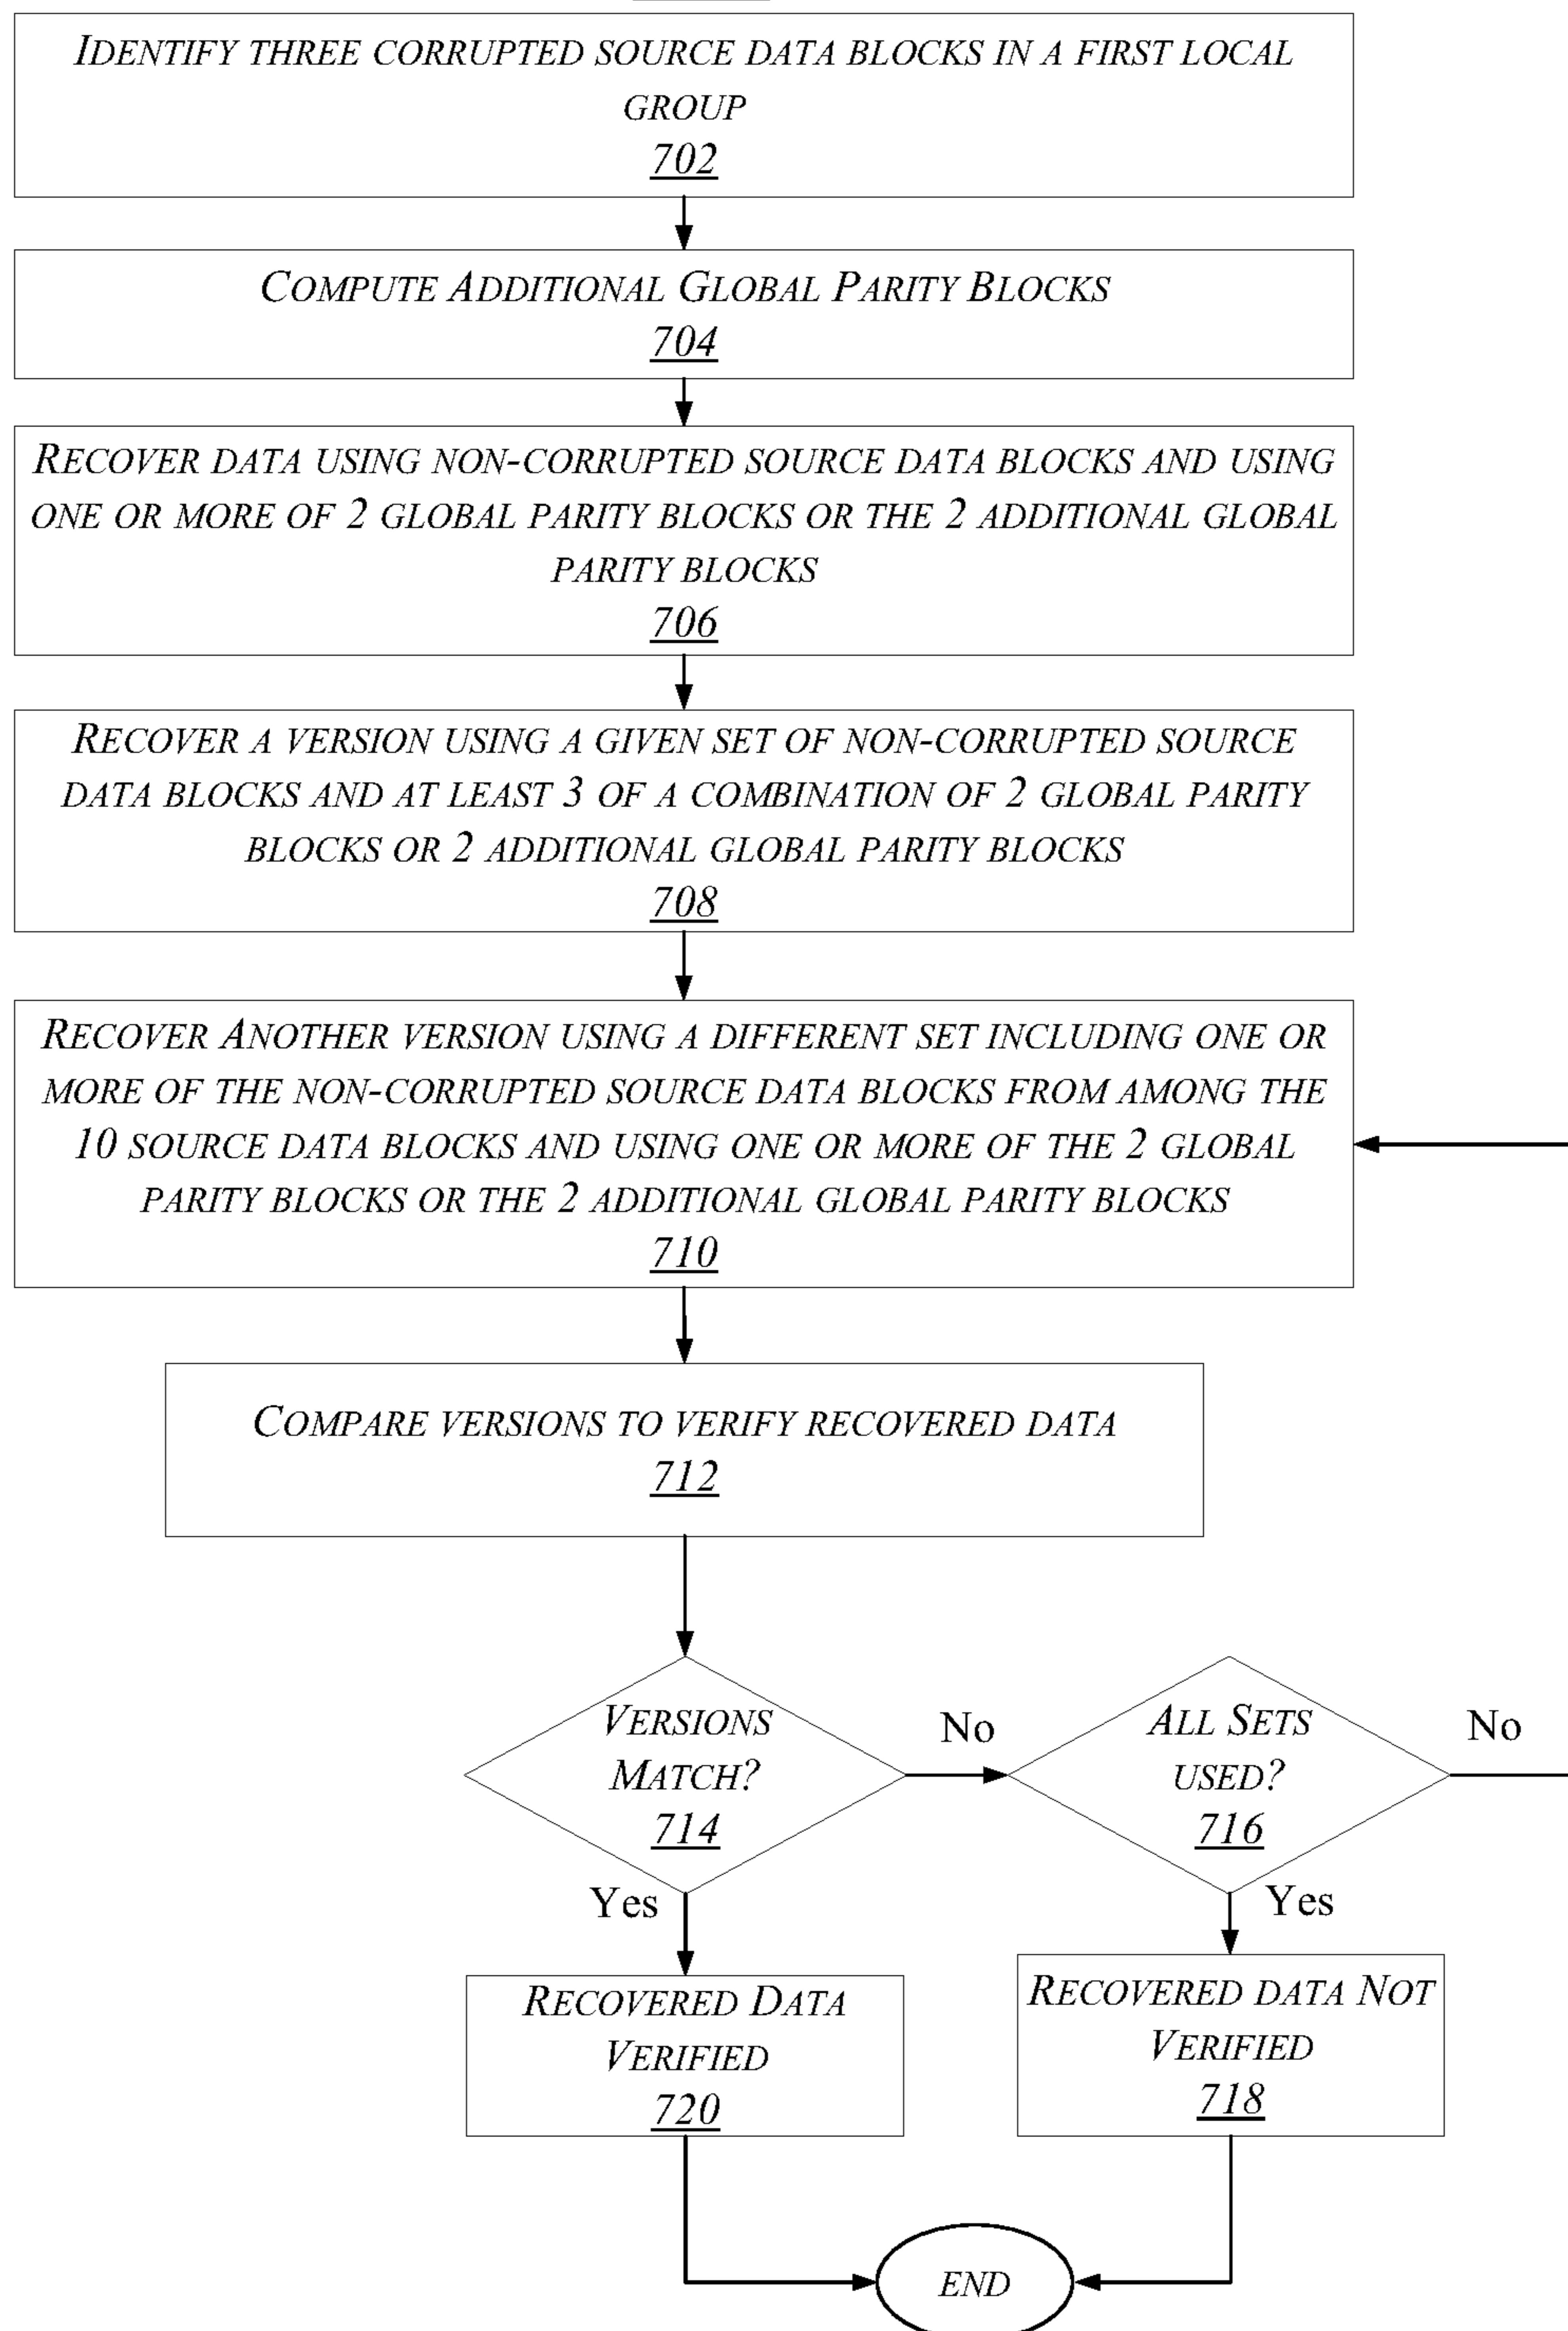 IDENTIFY THREE CORRUPTED SOURCE DATA BLOCKS IN A FIRST LOCAL
GROUP
702
COMPUTE ADDITIONAL GLOBAL PARITY BLOCKS
704
RECOVER DATA USING NON-CORRUPTED SOURCE DATA BLOCKS AND USING
ONE OR MORE OF 2 GLOBAL PARITY BLOCKS OR THE 2 ADDITIONAL GLOBAL
PARITY BLOCKS
706
RECOVER A VERSION USING A GIVEN SET OF NON-CORRUPTED SOURCE
DATA BLOCKS AND AT LEAST 3 OF A COMBINATION OF 2 GLOBAL PARITY
BLOCKS OR 2 ADDITIONAL GLOBAL PARITY BLOCKS
708
RECOVER ANOTHER VERSION USING A DIFFERENT SET INCLUDING ONE OR
MORE OF THE NON-CORRUPTED SOURCE DATA BLOCKS FROM AMONG THE
10 SOURCE DATA BLOCKS AND USING ONE OR MORE OF THE 2 GLOBAL
PARITY BLOCKS OR THE 2 ADDITIONAL GLOBAL PARITY BLOCKS
710
COMPARE VERSIONS TO VERIFY RECOVERED DATA
712
VERSIONS
MATCH?
714
No
ALL SETS
USED?
716
No
Yes
Yes
RECOVERED DATA
VERIFIED
720
RECOVERED DATA NOT
VERIFIED
718
END